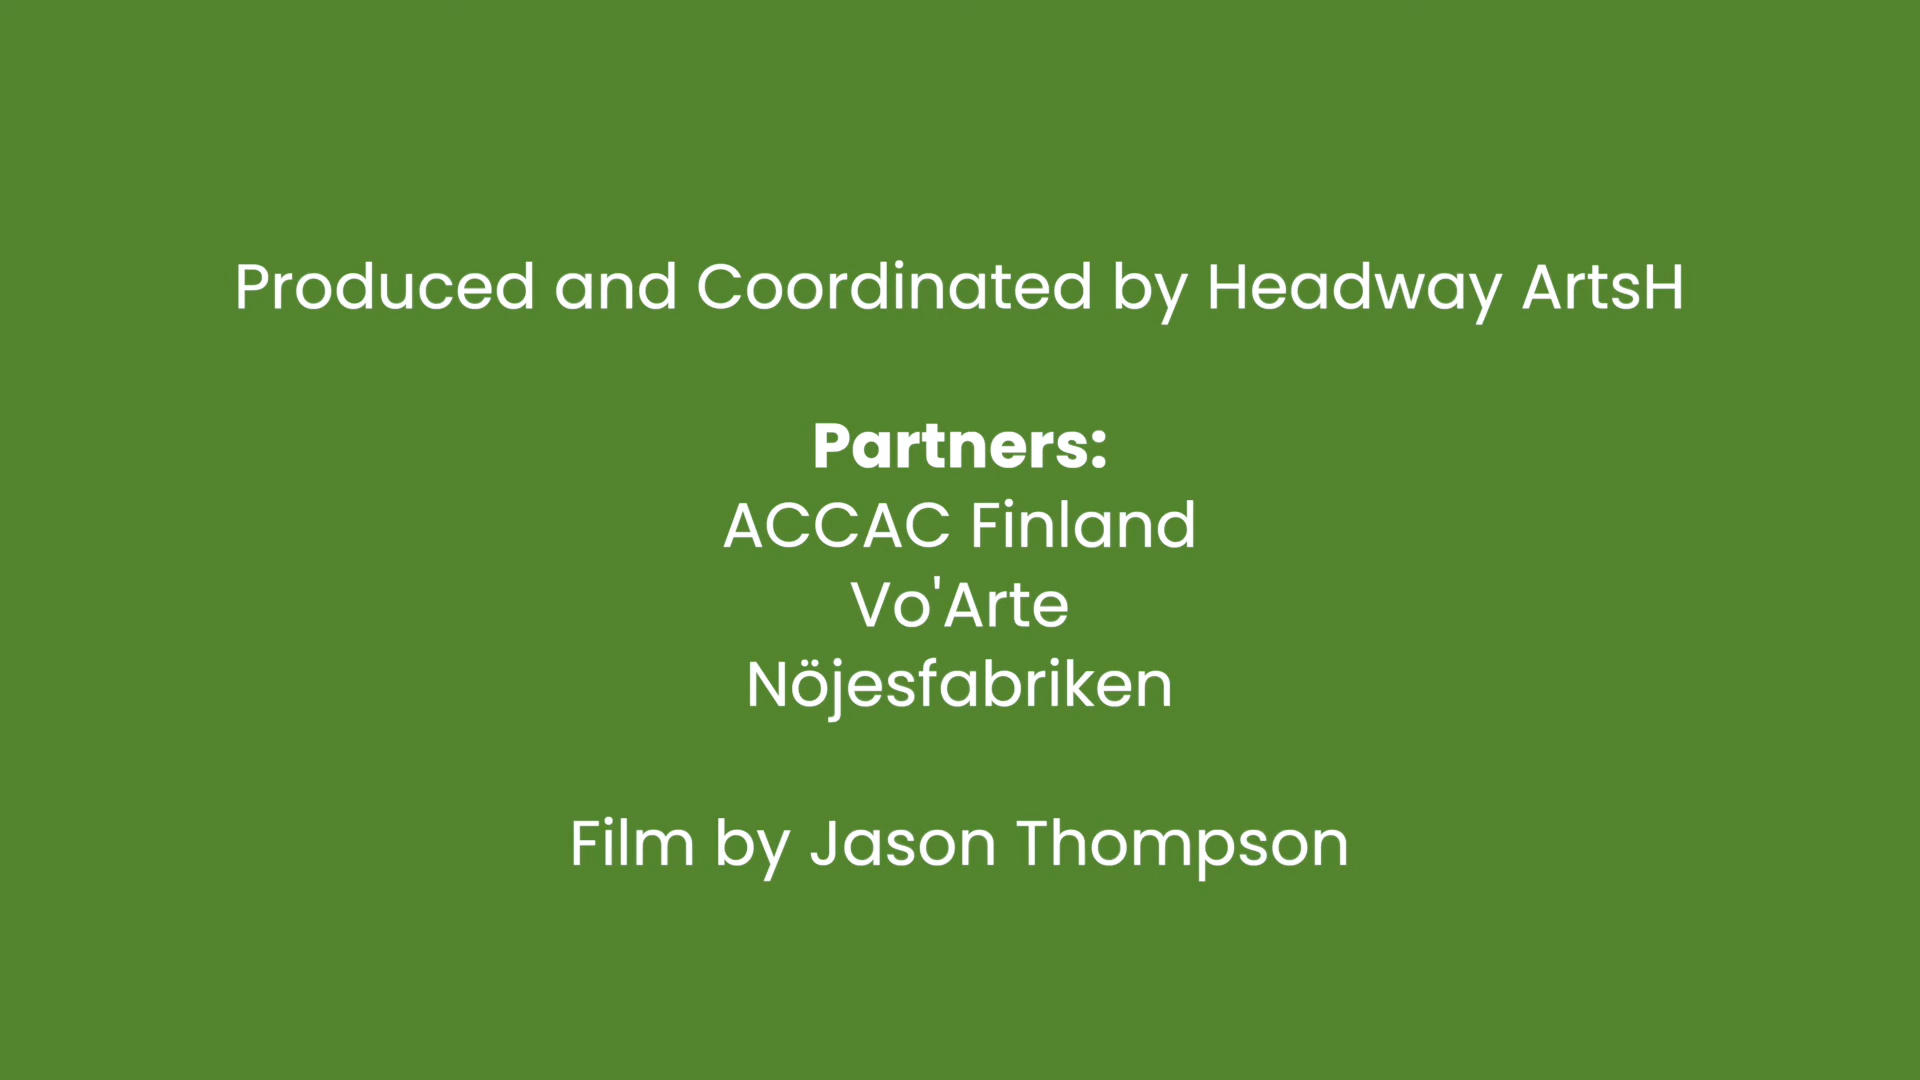 Produced and Coordinated by Headway ArtsH
Partners:
ACCAC Finland
Vo'Arte
Nöjesfabriken
Film by Jason Thompson